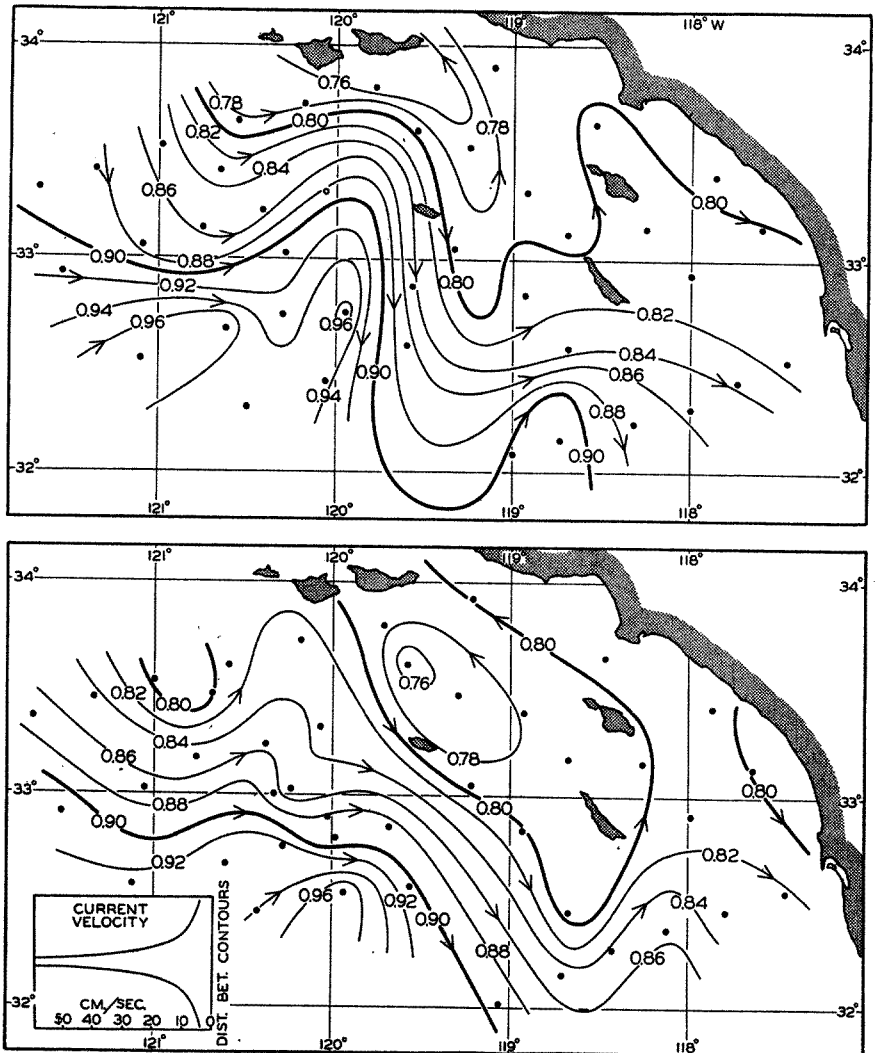 121° 120° 119° 118° W
34° 34°
0.76
0.78
0.80 0.78
0.82
0.84
0.86
0.80
33° 0.90 0.88 33°
0.92 0.80
0.94 0.96 0.96 0.82
0.84
0.90 0.86
0.94 0.88
0.90
32° 32°
121° 120° 119° 118°
121° 120° 119° 118°
34° 34°
0.80
0.76
0.82 0.80
0.84
0.86 0.78
33° 0.88 0.80 0.80 33°
0.90
0.92 0.82
0.96 0.92 0.84
0.90
0.88 0.86
CURRENT
VELOCITY
CM./SEC.
50 40 30 20 10 0
DIST. BET. CONTOURS
32° 32°
121° 120° 119° 118°